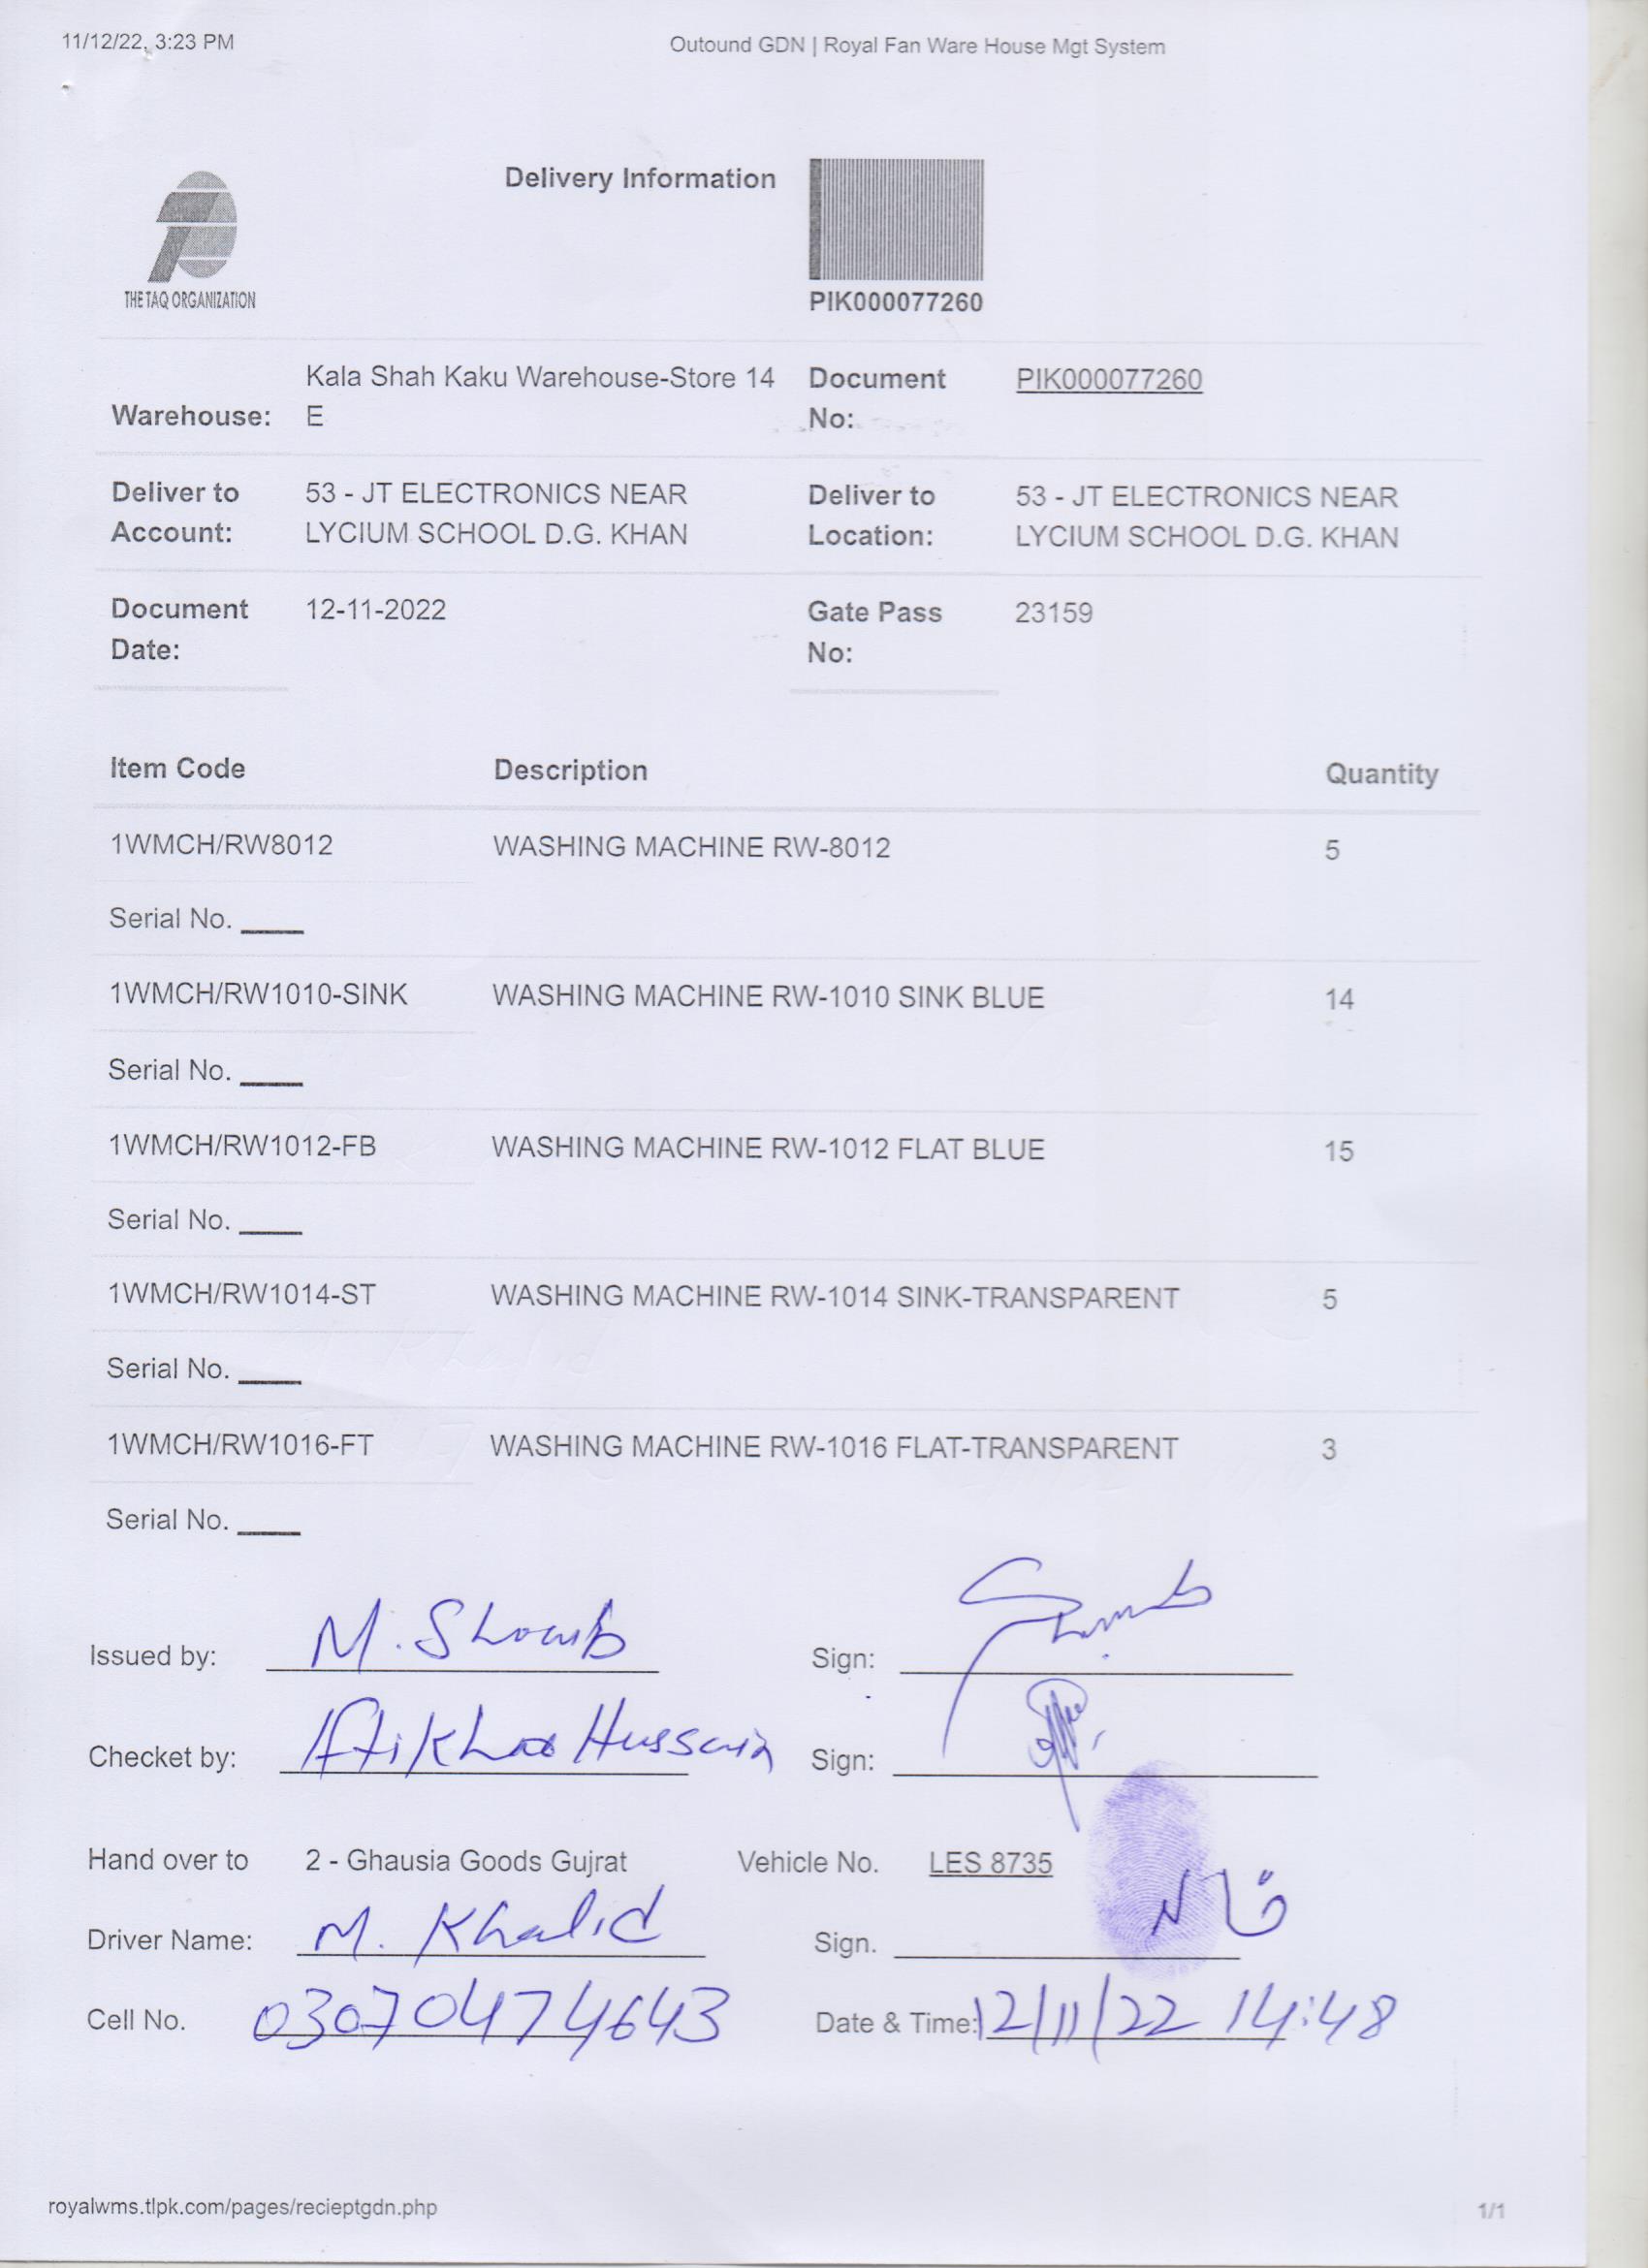 11/12/22, 3:23 PM Outound GDN | Royal Fan Ware House Mgt System
Delivery Information
THE TAQ ORGANIZATION
PIK000077260
Warehouse: Kala Shah Kaku Warehouse-Store 14 E Document No: PIK000077260
Deliver to Account: 53 - JT ELECTRONICS NEAR LYCIUM SCHOOL D.G. KHAN Deliver to Location: 53 - JT ELECTRONICS NEAR LYCIUM SCHOOL D.G. KHAN
Document Date: 12-11-2022 Gate Pass No: 23159
Item Code Description Quantity
1WMCH/RW8012 WASHING MACHINE RW-8012 5
Serial No. ____
1WMCH/RW1010-SINK WASHING MACHINE RW-1010 SINK BLUE 14
Serial No. ____
1WMCH/RW1012-FB WASHING MACHINE RW-1012 FLAT BLUE 15
Serial No. ____
1WMCH/RW1014-ST WASHING MACHINE RW-1014 SINK-TRANSPARENT 5
Serial No. ____
1WMCH/RW1016-FT WASHING MACHINE RW-1016 FLAT-TRANSPARENT 3
Serial No. ____
Issued by: M. Shoaib Sign:
Checket by: Iftikhar Hussain Sign:
Hand over to 2 - Ghausia Goods Gujrat Vehicle No. LES 8735
Driver Name: M. Khalid Sign.
Cell No. 03070474643 Date & Time: 12/11/22 14:48
royalwms.tlpk.com/pages/recieptgdn.php 1/1